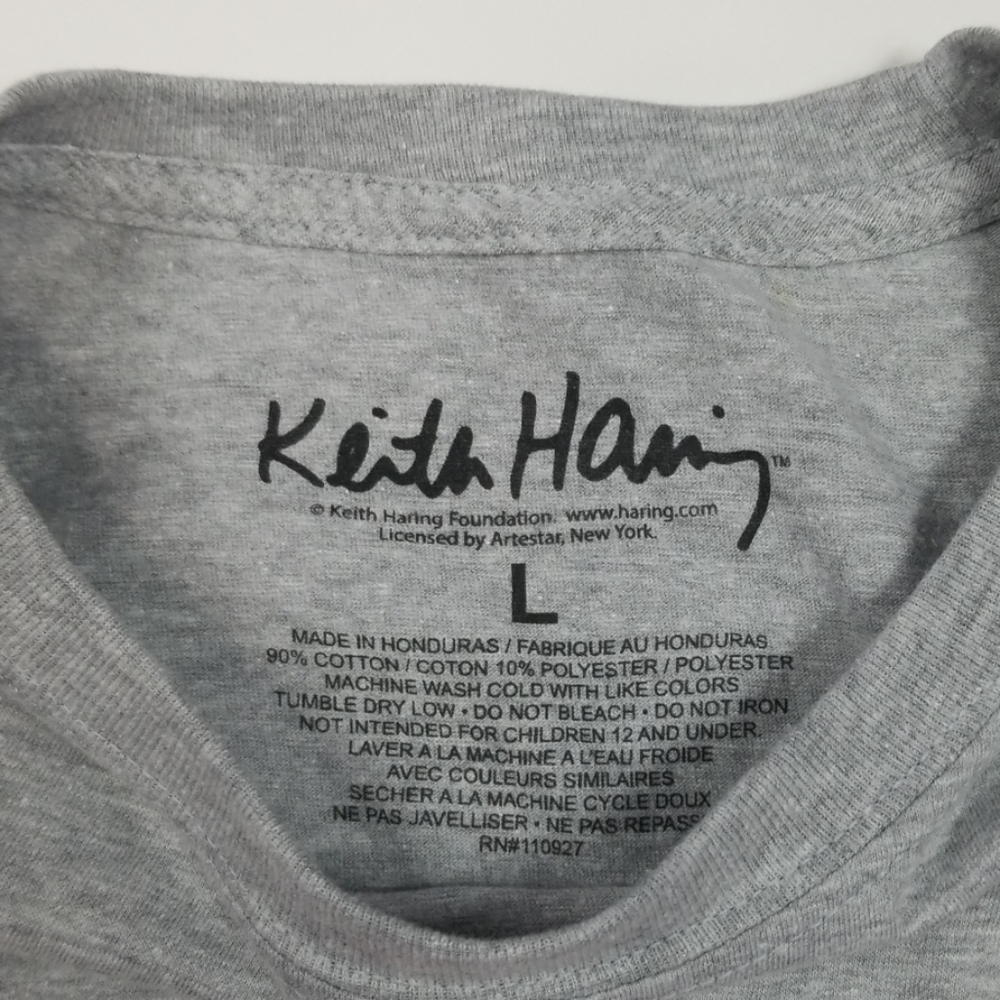 Keith Haring™
© Keith Haring Foundation. www.haring.com
Licensed by Artestar, New York.
L
MADE IN HONDURAS / FABRIQUE AU HONDURAS
90% COTTON / COTON 10% POLYESTER / POLYESTER
MACHINE WASH COLD WITH LIKE COLORS
TUMBLE DRY LOW • DO NOT BLEACH • DO NOT IRON
NOT INTENDED FOR CHILDREN 12 AND UNDER.
LAVER A LA MACHINE A L'EAU FROIDE
AVEC COULEURS SIMILAIRES
SECHER A LA MACHINE CYCLE DOUX
NE PAS JAVELLISER • NE PAS REPASS
RN#110927